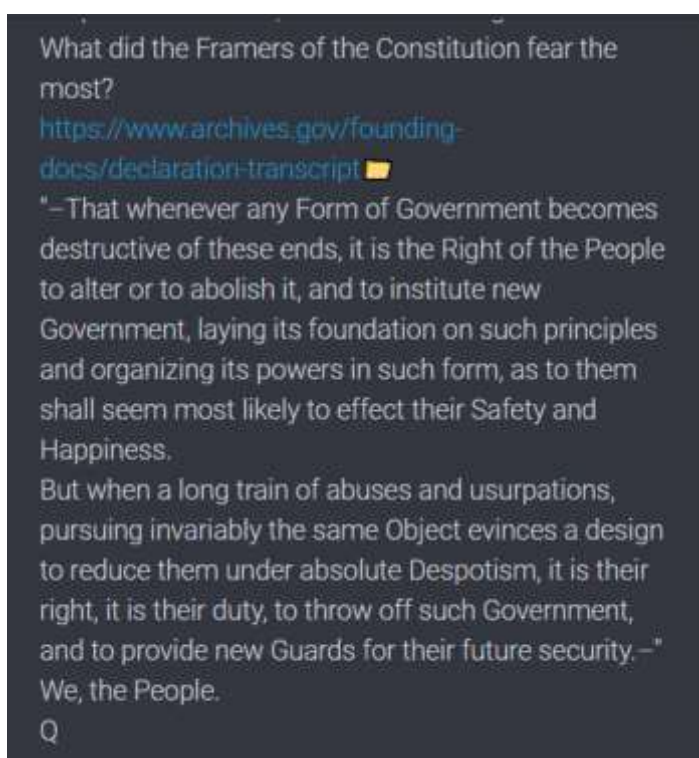 What did the Framers of the Constitution fear the
most?
https://www.archives.gov/founding-
docs/declaration-transcript
"–That whenever any Form of Government becomes
destructive of these ends, it is the Right of the People
to alter or to abolish it, and to institute new
Government, laying its foundation on such principles
and organizing its powers in such form, as to them
shall seem most likely to effect their Safety and
Happiness.
But when a long train of abuses and usurpations,
pursuing invariably the same Object evinces a design
to reduce them under absolute Despotism, it is their
right, it is their duty, to throw off such Government,
and to provide new Guards for their future security.–"
We, the People.
Q